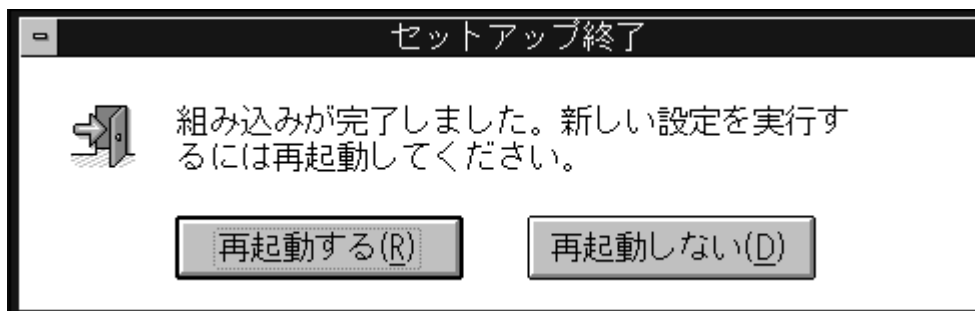 セットアップ終了
組み込みが完了しました。新しい設定を実行す
るには再起動してください。
再起動する(R)
再起動しない(D)